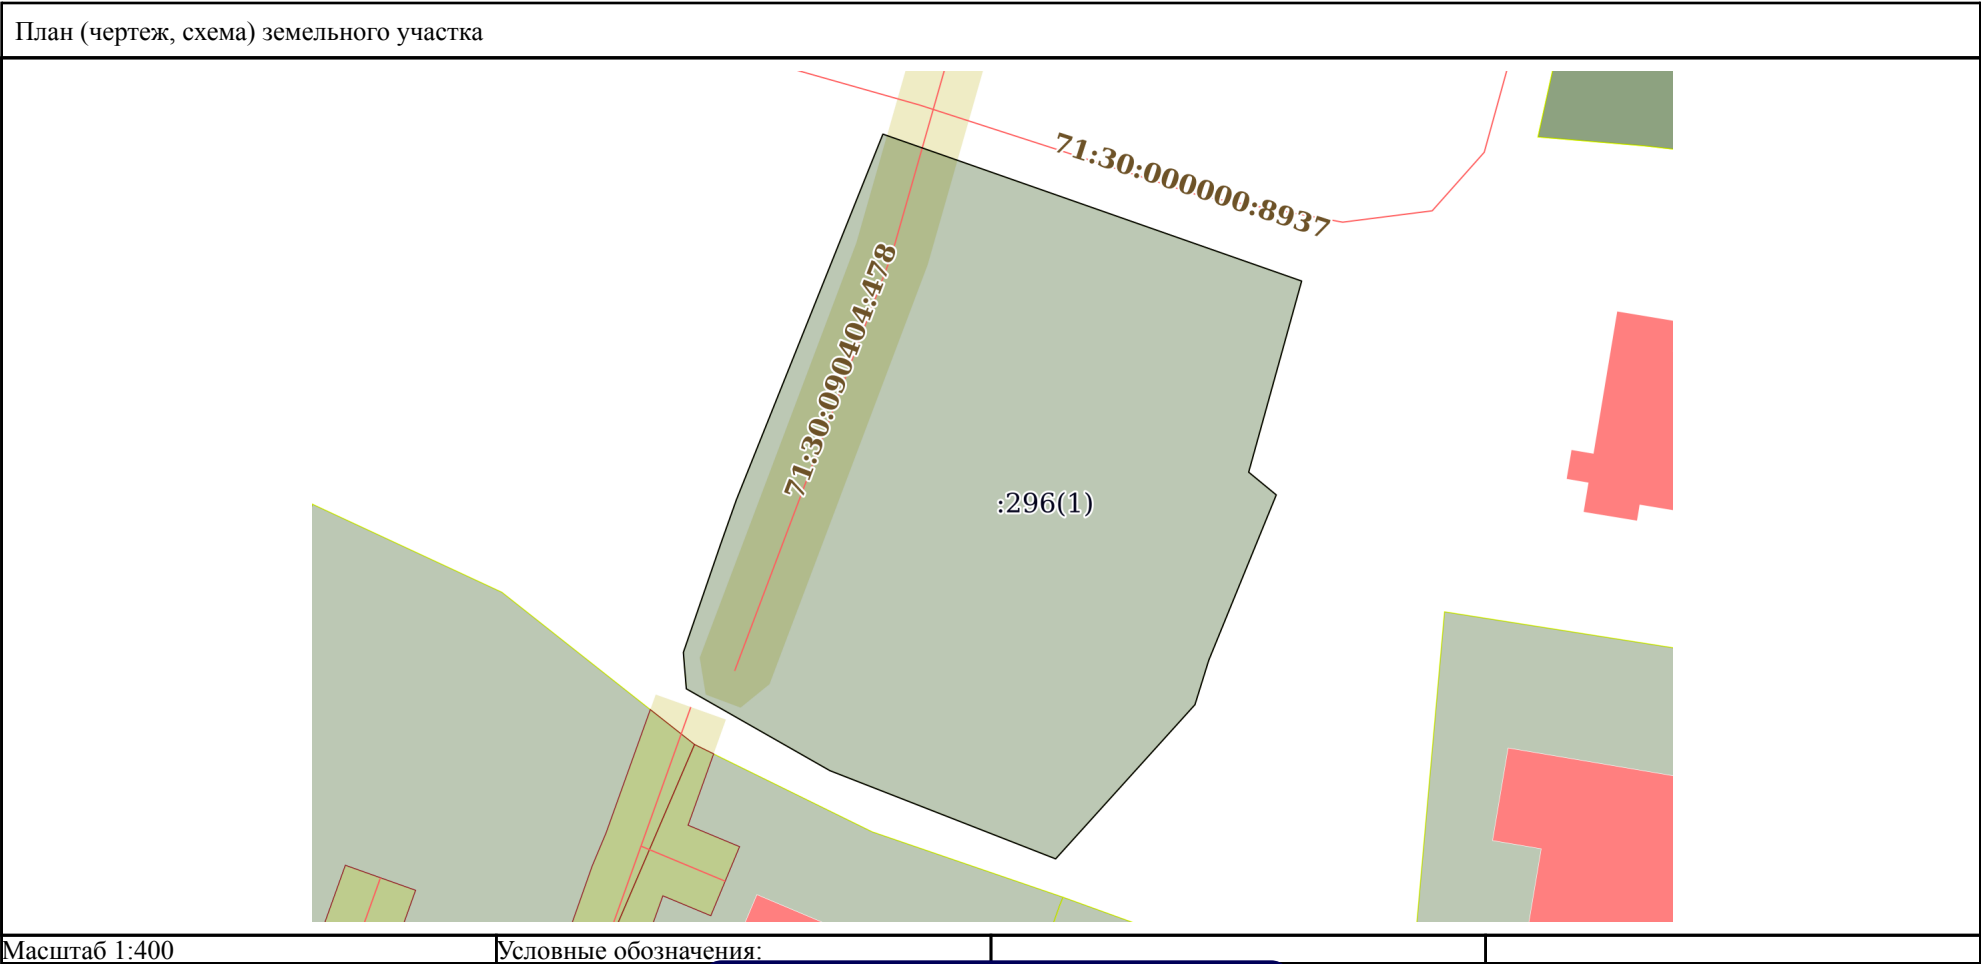 План (чертеж, схема) земельного участка
71:30:000000:8937
71:30:090404:478
:296(1)
Масштаб 1:400
Условные обозначения: